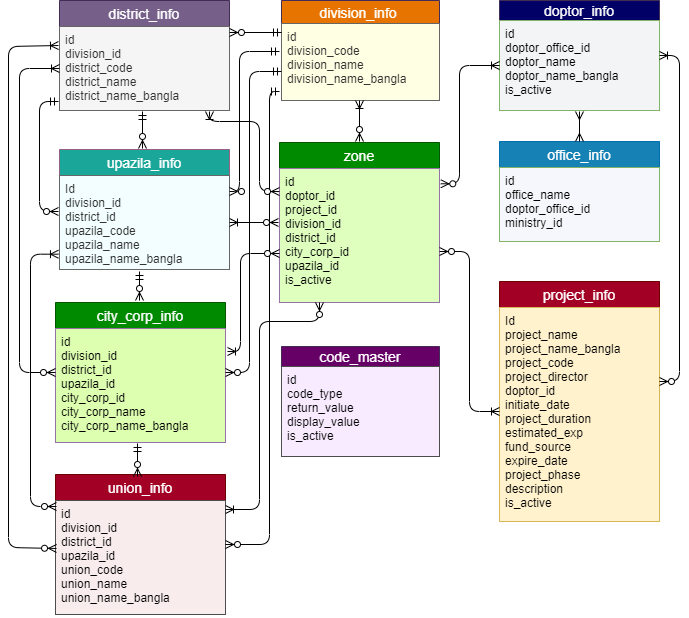 district_info
id
division_id
district_code
district_name
district_name_bangla
division_info
id
division_code
division_name
division_name_bangla
doptor_info
id
doptor_office_id
doptor_name
doptor_name_bangla
is_active
upazila_info
Id
division_id
district_id
upazila_code
upazila_name
upazila_name_bangla
zone
id
doptor_id
project_id
division_id
district_id
city_corp_id
upazila_id
is_active
office_info
id
office_name
doptor_office_id
ministry_id
city_corp_info
id
division_id
district_id
upazila_id
city_corp_id
city_corp_name
city_corp_name_bangla
code_master
id
code_type
return_value
display_value
is_active
project_info
Id
project_name
project_name_bangla
project_code
project_director
doptor_id
initiate_date
project_duration
estimated_exp
fund_source
expire_date
project_phase
description
is_active
union_info
id
division_id
district_id
upazila_id
union_code
union_name
union_name_bangla